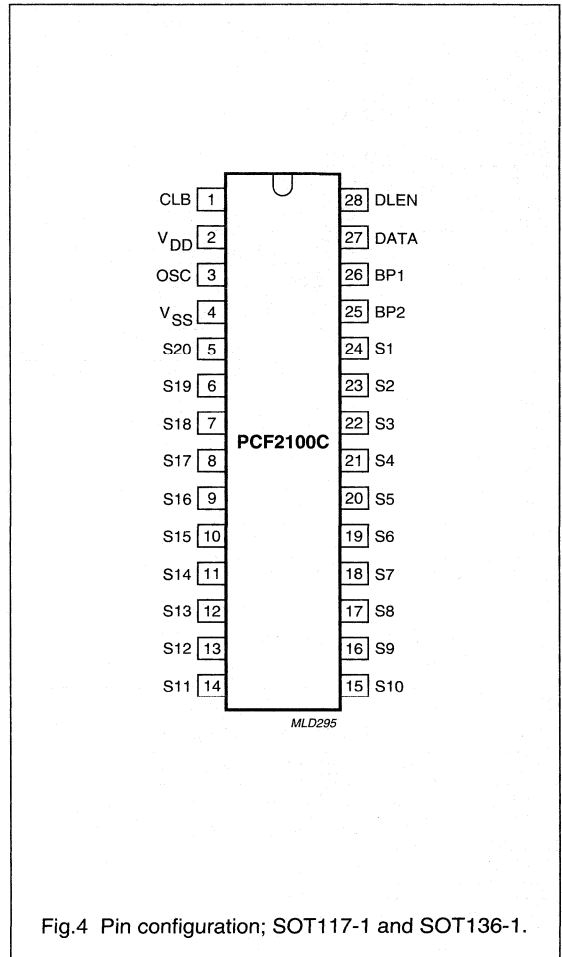 CLB 1 28 DLEN
VDD 2 27 DATA
OSC 3 26 BP1
VSS 4 25 BP2
S20 5 24 S1
S19 6 23 S2
S18 7 22 S3
S17 8 PCF2100C 21 S4
S16 9 20 S5
S15 10 19 S6
S14 11 18 S7
S13 12 17 S8
S12 13 16 S9
S11 14 15 S10
MLD295
Fig.4 Pin configuration; SOT117-1 and SOT136-1.